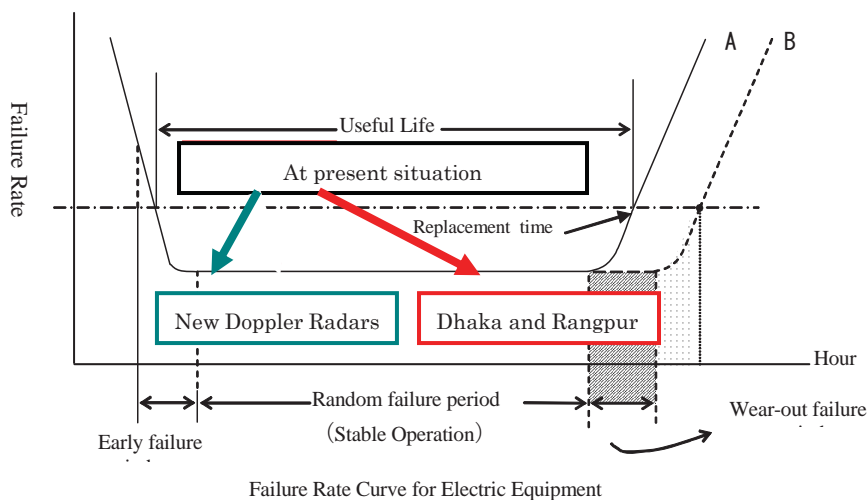 A B
Failure Rate
Useful Life
At present situation
Replacement time
New Doppler Radars
Dhaka and Rangpur
Hour
Random failure period
(Stable Operation)
Early failure
Wear-out failure
Failure Rate Curve for Electric Equipment